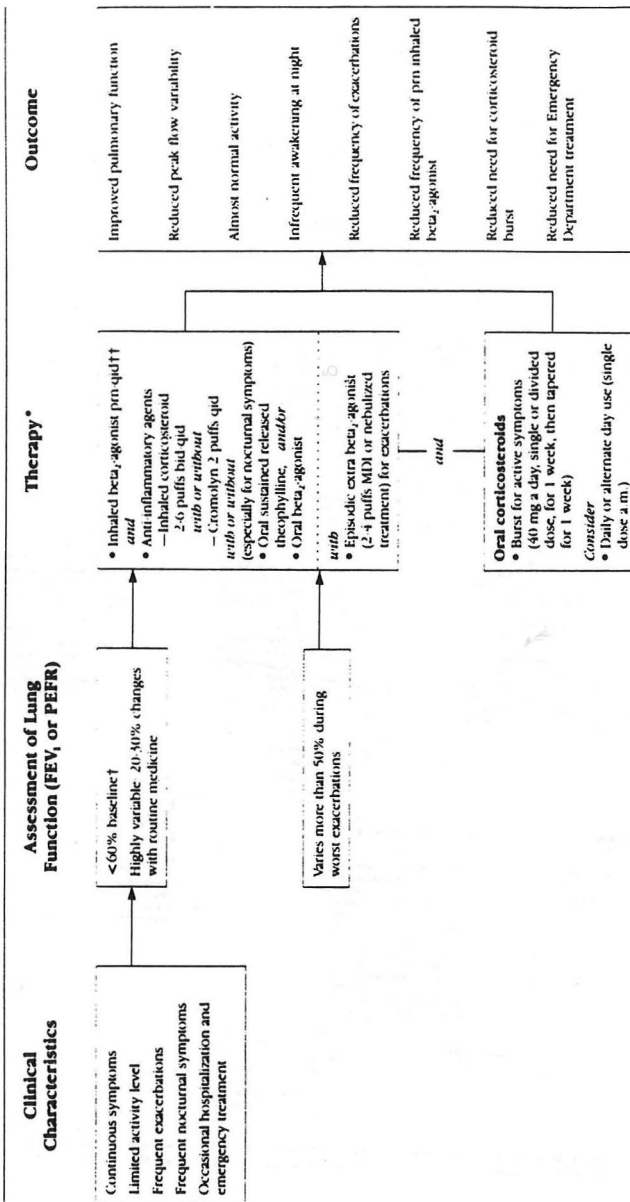 Clinical
Characteristics
Continuous symptoms
Limited activity level
Frequent exacerbations
Frequent nocturnal symptoms
Occasional hospitalization and
emergency treatment
Assessment of Lung
Function (FEV₁ or PEFR)
<60% baseline†
Highly variable 20-30% changes
with routine medicine
Varies more than 50% during
worst exacerbations
Therapy*
• Inhaled beta₂-agonist prn-qid††
and
• Anti-inflammatory agents
—Inhaled corticosteroid
2-6 puffs bid qid
with or without
—Cromolyn 2 puffs qid
with or without
(especially for nocturnal symptoms)
• Oral sustained released
theophylline, and/or
• Oral beta₂-agonist
with
• Episodic extra beta₂-agonist
(2-4 puffs MDI or nebulized
treatment) for exacerbations
and
Oral corticosteroids
• Burst for active symptoms
(40 mg a day, single or divided
dose, for 1 week, then tapered
for 1 week)
Consider
• Daily or alternate day use (single
dose a.m.)
Outcome
Improved pulmonary function
Reduced peak flow variability
Almost normal activity
Infrequent awakening at night
Reduced frequency of exacerbations
Reduced frequency of prn inhaled
beta₂-agonist
Reduced need for corticosteroid
burst
Reduced need for Emergency
Department treatment